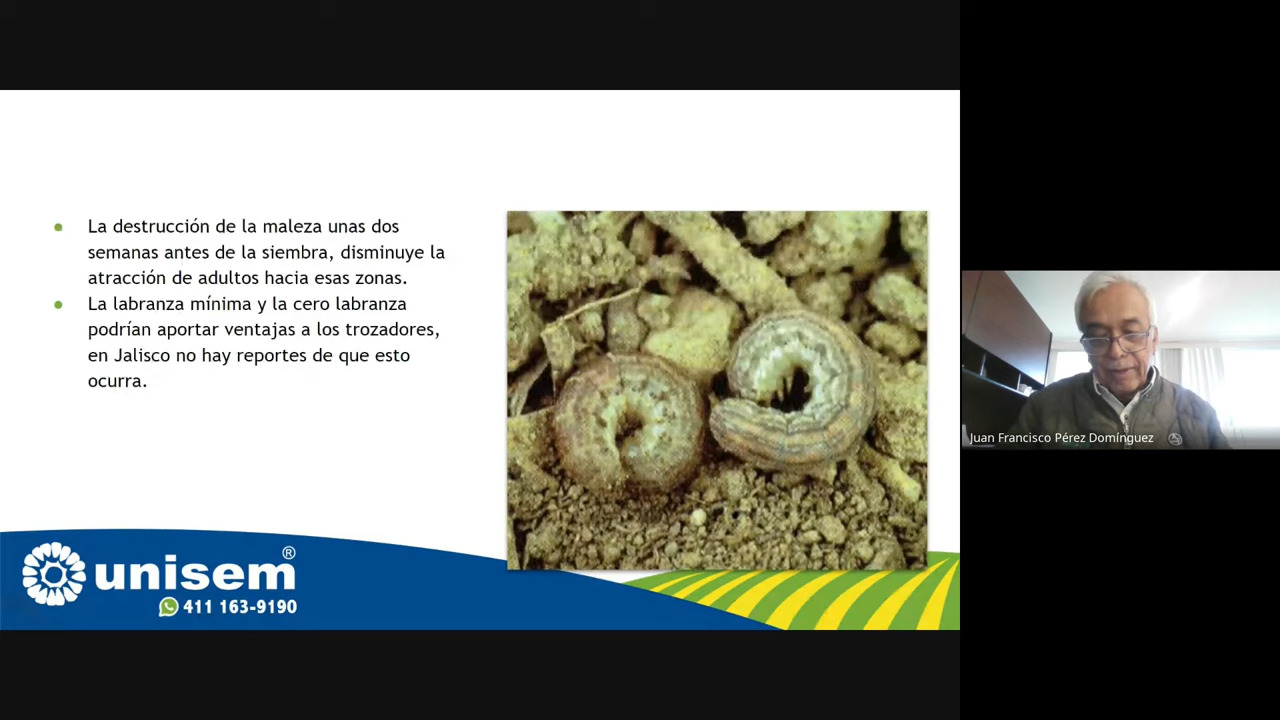 La destrucción de la maleza unas dos
semanas antes de la siembra, disminuye la
atracción de adultos hacia esas zonas.
La labranza mínima y la cero labranza
podrían aportar ventajas a los trozadores,
en Jalisco no hay reportes de que esto
ocurra.
unisem®
411 163-9190
Juan Francisco Pérez Domínguez